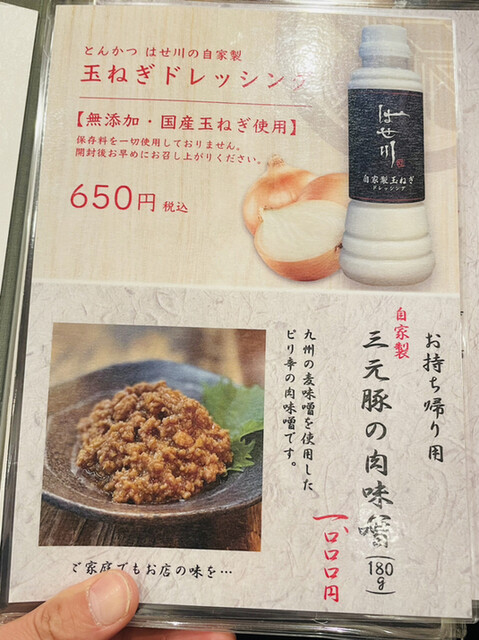 とんかつ はせ川の自家製
玉ねぎドレッシング
【無添加・国産玉ねぎ使用】
保存料を一切使用しておりません。
開封後お早めにお召し上がりください。
650円 税込
はせ川
自家製玉ねぎ
ドレッシング
お持ち帰り用
自家製
三元豚の肉味噌(180g)
一、〇〇〇円
九州の麦味噌を使用した
ピリ辛の肉味噌です。
ご家庭でもお店の味を…